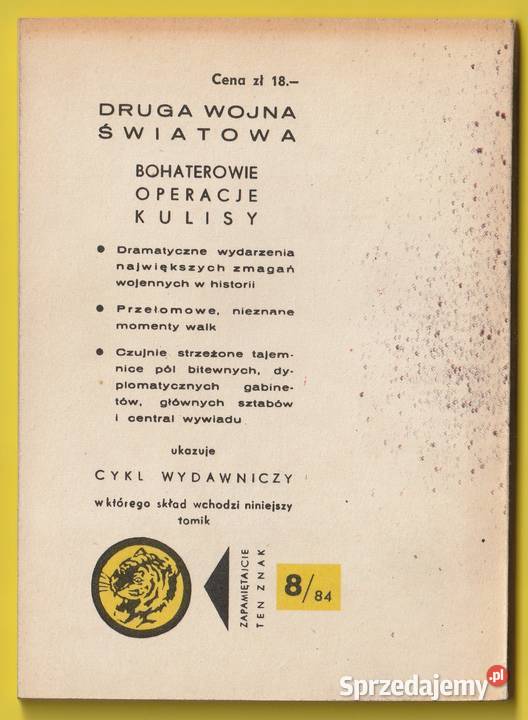 Cena zł 18.–
DRUGA WOJNA
ŚWIATOWA
BOHATEROWIE
OPERACJE
KULISY
● Dramatyczne wydarzenia
największych zmagań
wojennych w historii
● Przełomowe, nieznane
momenty walk
● Czujnie strzeżone tajem-
nice pól bitewnych, dy-
plomatycznych gabine-
tów, głównych sztabów
i central wywiadu
ukazuje
CYKL WYDAWNICZY
w którego skład wchodzi niniejszy
tomik
ZAPAMIĘTAJCIE
TEN ZNAK
8/84
Sprzedajemy.pl